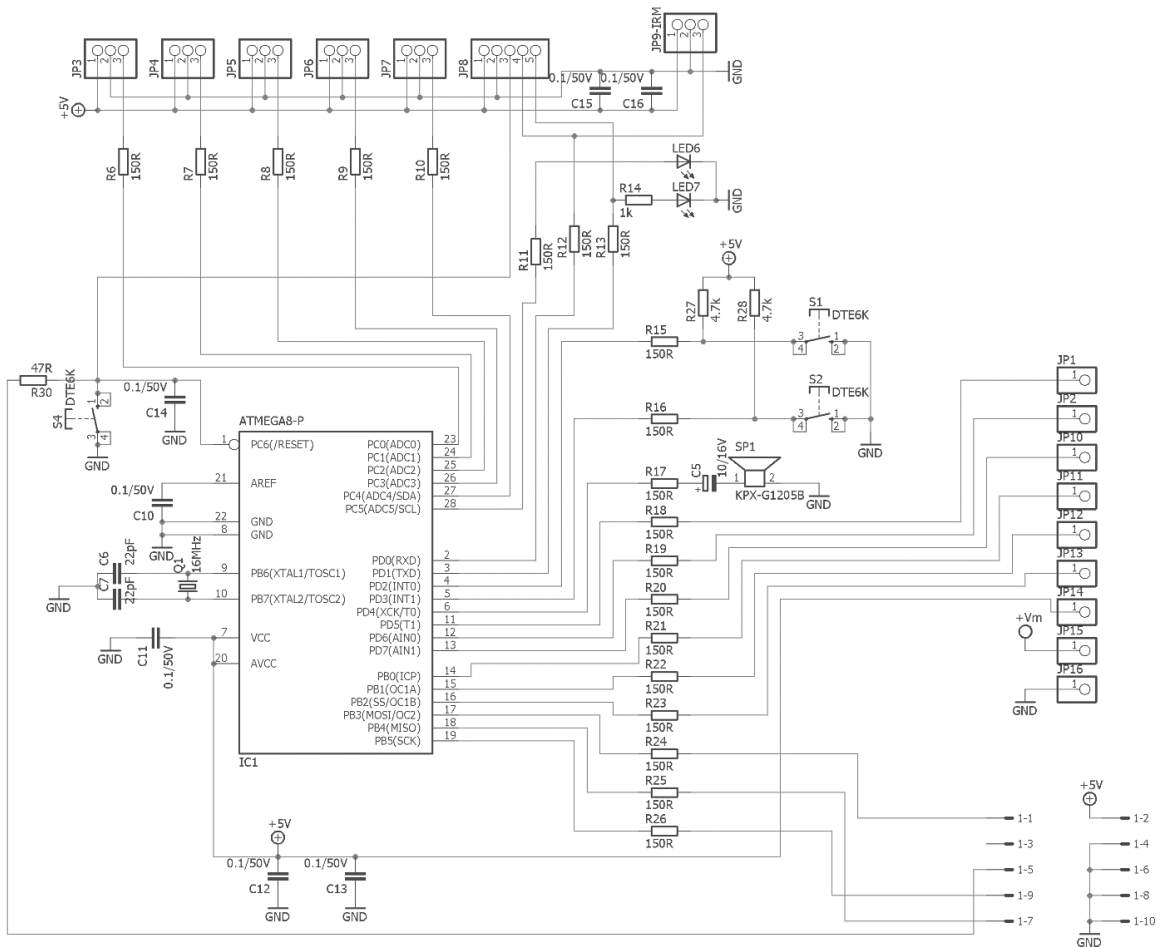 JP9-IRM
1 2 3
JP3
1 2 3
JP4
1 2 3
JP5
1 2 3
JP6
1 2 3
JP7
1 2 3
JP8
1 2 3 4 5
GND
0.1/50V
C15
0.1/50V
C16
+5V
R6
150R
R7
150R
R8
150R
R9
150R
R10
150R
LED6
LED7
GND
R14
1k
R11
150R
R12
150R
R13
150R
+5V
R27
4.7k
R28
4.7k
S1
DTE6K
3
4
1
2
R15
150R
S2
DTE6K
3
4
1
2
R16
150R
GND
47R
R30
S4
DTE6K
1
2
3
4
GND
0.1/50V
C14
GND
ATMEGA8-P
IC1
1
PC6(/RESET)
21
AREF
22
GND
8
GND
9
PB6(XTAL1/TOSC1)
10
PB7(XTAL2/TOSC2)
7
VCC
20
AVCC
PC0(ADC0)
23
PC1(ADC1)
24
PC2(ADC2)
25
PC3(ADC3)
26
PC4(ADC4/SDA)
27
PC5(ADC5/SCL)
28
PD0(RXD)
2
PD1(TXD)
3
PD2(INT0)
4
PD3(INT1)
5
PD4(XCK/T0)
6
PD5(T1)
11
PD6(AIN0)
12
PD7(AIN1)
13
PB0(ICP)
14
PB1(OC1A)
15
PB2(SS/OC1B)
16
PB3(MOSI/OC2)
17
PB4(MISO)
18
PB5(SCK)
19
0.1/50V
C10
GND
C6
22pF
C7
22pF
Q1
16MHz
GND
GND
C11
0.1/50V
R17
150R
C5
10/16V
+
SP1
1
2
KPX-G1205B
GND
R18
150R
R19
150R
R20
150R
R21
150R
R22
150R
R23
150R
R24
150R
R25
150R
R26
150R
JP1
1
JP2
1
JP10
1
JP11
1
JP12
1
JP13
1
JP14
1
+Vm
JP15
1
JP16
1
GND
+5V
0.1/50V
C12
GND
0.1/50V
C13
GND
+5V
1-1
1-2
1-3
1-4
1-5
1-6
1-9
1-8
1-7
1-10
GND